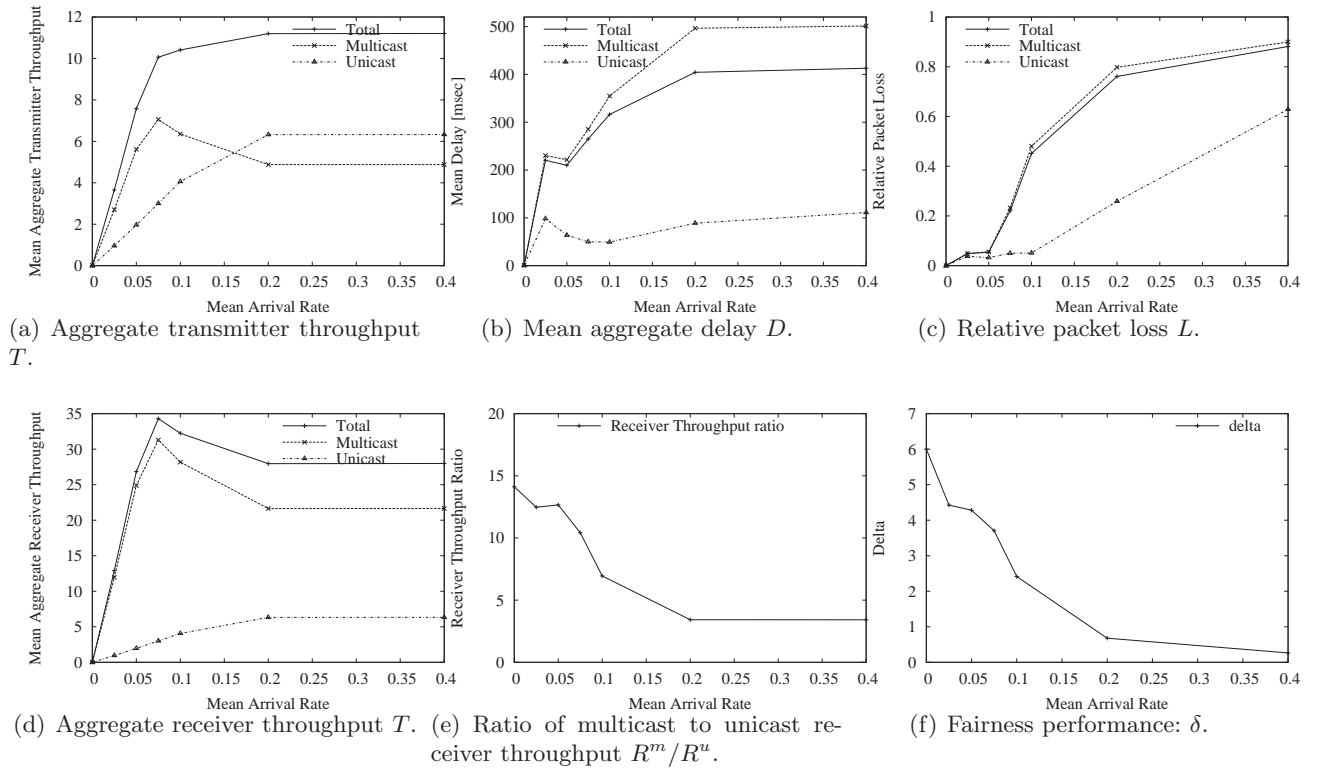 Mean Aggregate Transmitter Throughput
12
10
8
6
4
2
0
Total
Multicast
Unicast
0 0.05 0.1 0.15 0.2 0.25 0.3 0.35 0.4
Mean Arrival Rate
(a) Aggregate transmitter throughput
T.
Mean Delay [msec]
500
400
300
200
100
0
Total
Multicast
Unicast
0 0.05 0.1 0.15 0.2 0.25 0.3 0.35 0.4
Mean Arrival Rate
(b) Mean aggregate delay D.
Relative Packet Loss
1
0.8
0.6
0.4
0.2
0
Total
Multicast
Unicast
0 0.05 0.1 0.15 0.2 0.25 0.3 0.35 0.4
Mean Arrival Rate
(c) Relative packet loss L.
Mean Aggregate Receiver Throughput
35
30
25
20
15
10
5
0
Total
Multicast
Unicast
0 0.05 0.1 0.15 0.2 0.25 0.3 0.35 0.4
Mean Arrival Rate
(d) Aggregate receiver throughput T.
Receiver Throughput Ratio
20
15
10
5
0
Receiver Throughput ratio
0 0.05 0.1 0.15 0.2 0.25 0.3 0.35 0.4
Mean Arrival Rate
(e) Ratio of multicast to unicast re-
ceiver throughput R^m/R^u.
Delta
7
6
5
4
3
2
1
0
delta
0 0.05 0.1 0.15 0.2 0.25 0.3 0.35 0.4
Mean Arrival Rate
(f) Fairness performance: δ.